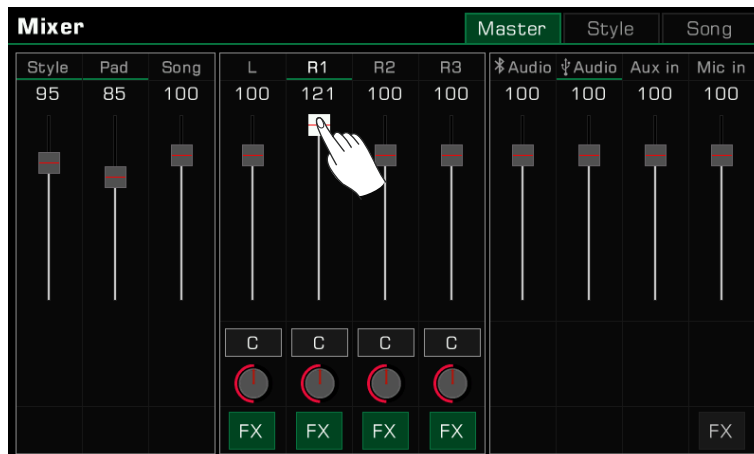 Mixer Master Style Song
Style Pad Song L R1 R2 R3 Audio Audio Aux in Mic in
95 85 100 100 121 100 100 100 100 100 100
C C C C
FX FX FX FX FX